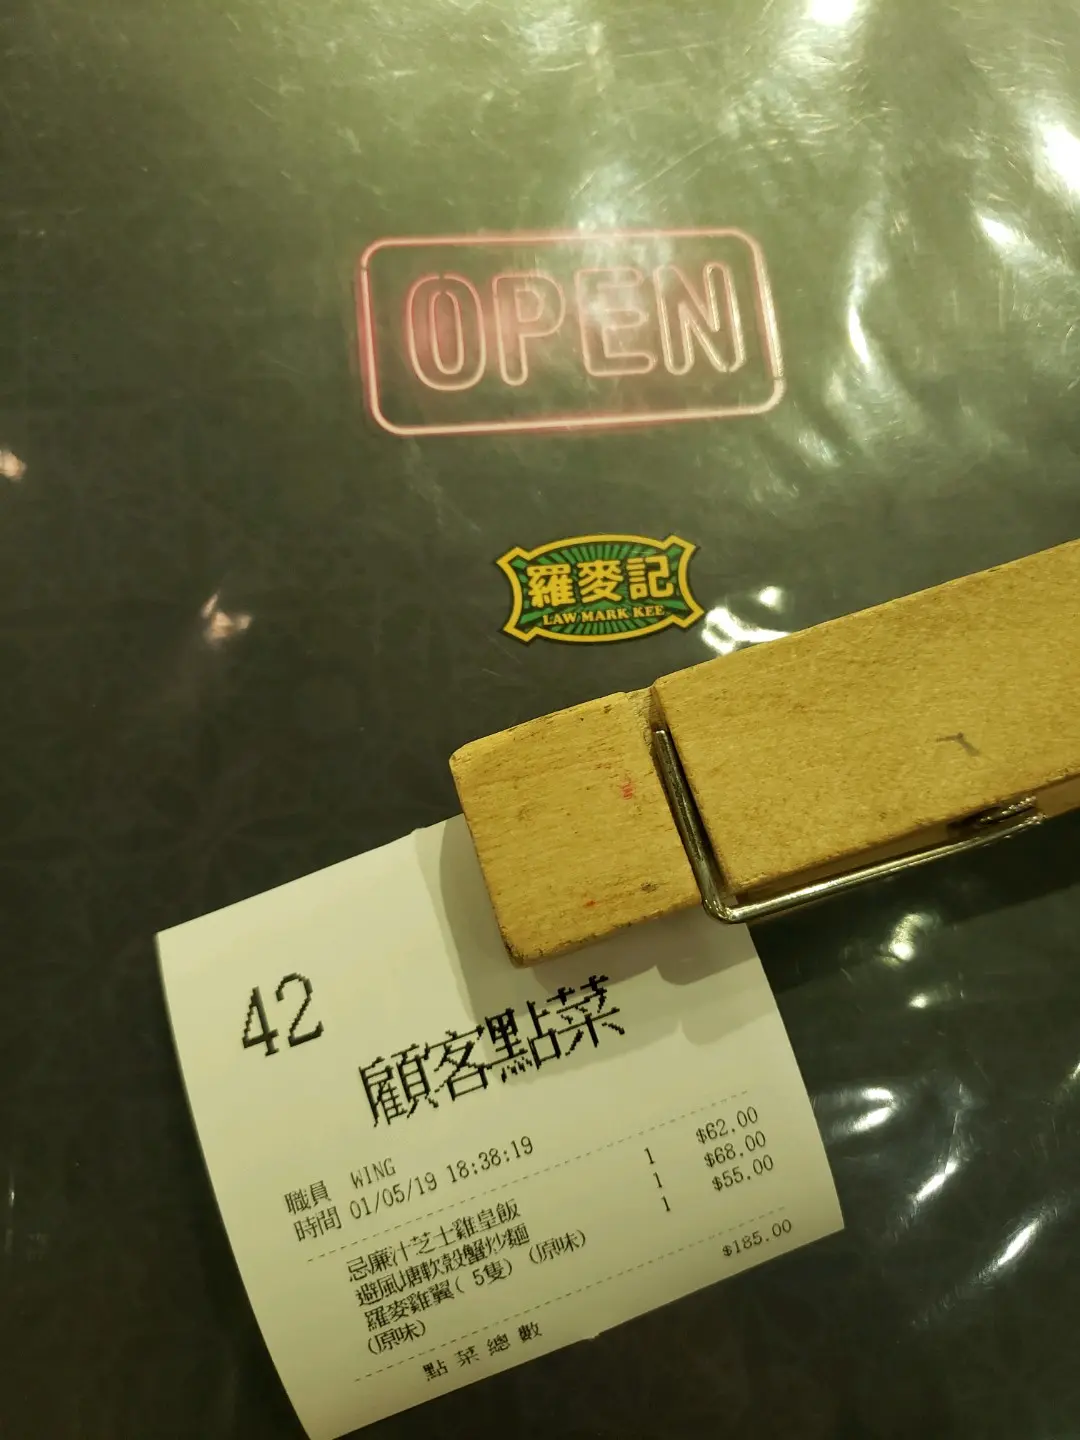 OPEN
羅麥記
LAW MARK KEE
42
顧客點菜
職員 WING
時間 01/05/19 18:38:19
忌廉汁芝士雞皇飯 1 $62.00
避風塘軟殼蟹炒麵 1 $68.00
羅麥雞翼( 5隻) (原味) 1 $55.00
(原味)
點菜總數 $185.00